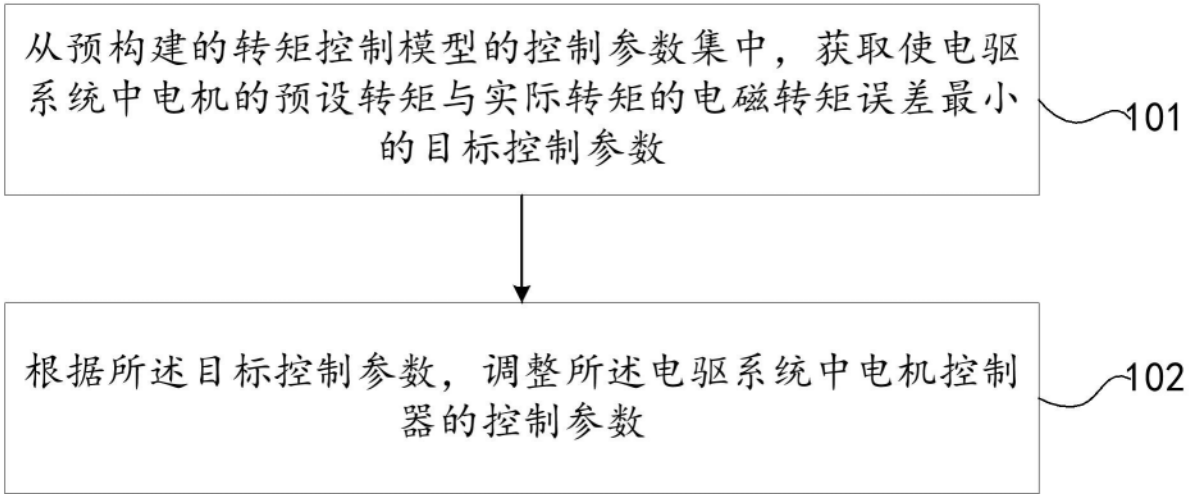 从预构建的转矩控制模型的控制参数集中，获取使电驱
系统中电机的预设转矩与实际转矩的电磁转矩误差最小
的目标控制参数
101
根据所述目标控制参数，调整所述电驱系统中电机控制
器的控制参数
102